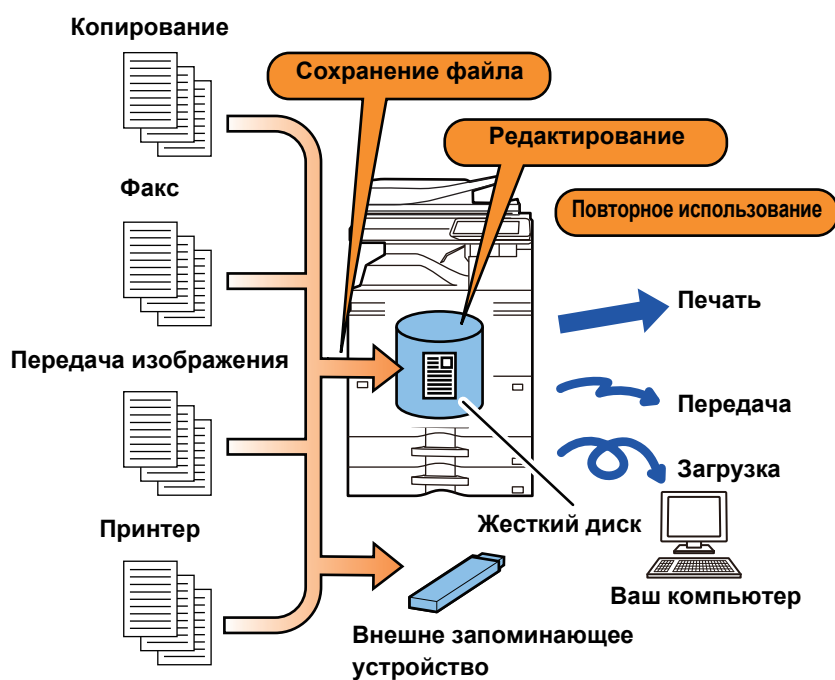 Копирование
Сохранение файла
Редактирование
Факс
Повторное использование
Печать
Передача изображения
Передача
Загрузка
Принтер
Жесткий диск
Ваш компьютер
Внешне запоминающее
устройство